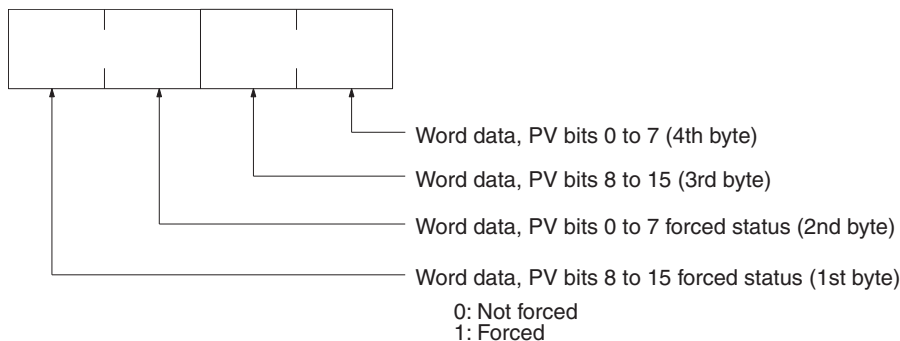 Word data, PV bits 0 to 7 (4th byte)
Word data, PV bits 8 to 15 (3rd byte)
Word data, PV bits 0 to 7 forced status (2nd byte)
Word data, PV bits 8 to 15 forced status (1st byte)
0: Not forced
1: Forced